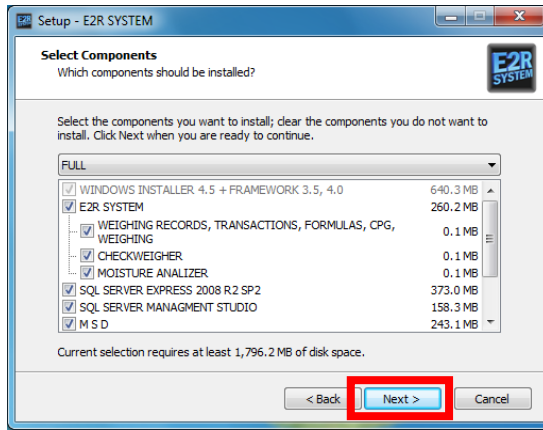 Setup - E2R SYSTEM
Select Components
Which components should be installed?
E2R
SYSTEM
Select the components you want to install; clear the components you do not want to
install. Click Next when you are ready to continue.
FULL
WINDOWS INSTALLER 4.5 + FRAMEWORK 3.5, 4.0 640.3 MB
E2R SYSTEM 260.2 MB
WEIGHING RECORDS, TRANSACTIONS, FORMULAS, CPG,
WEIGHING 0.1 MB
CHECKWEIGHER 0.1 MB
MOISTURE ANALIZER 0.1 MB
SQL SERVER EXPRESS 2008 R2 SP2 373.0 MB
SQL SERVER MANAGMENT STUDIO 158.3 MB
M S D 243.1 MB
Current selection requires at least 1,796.2 MB of disk space.
< Back Next > Cancel